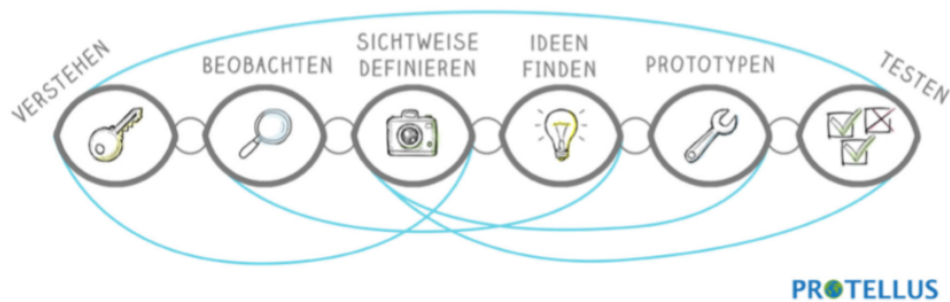 VERSTEHEN
BEOBACHTEN
SICHTWEISE
DEFINIEREN
IDEEN
FINDEN
PROTOTYPEN
TESTEN
PROTELLUS